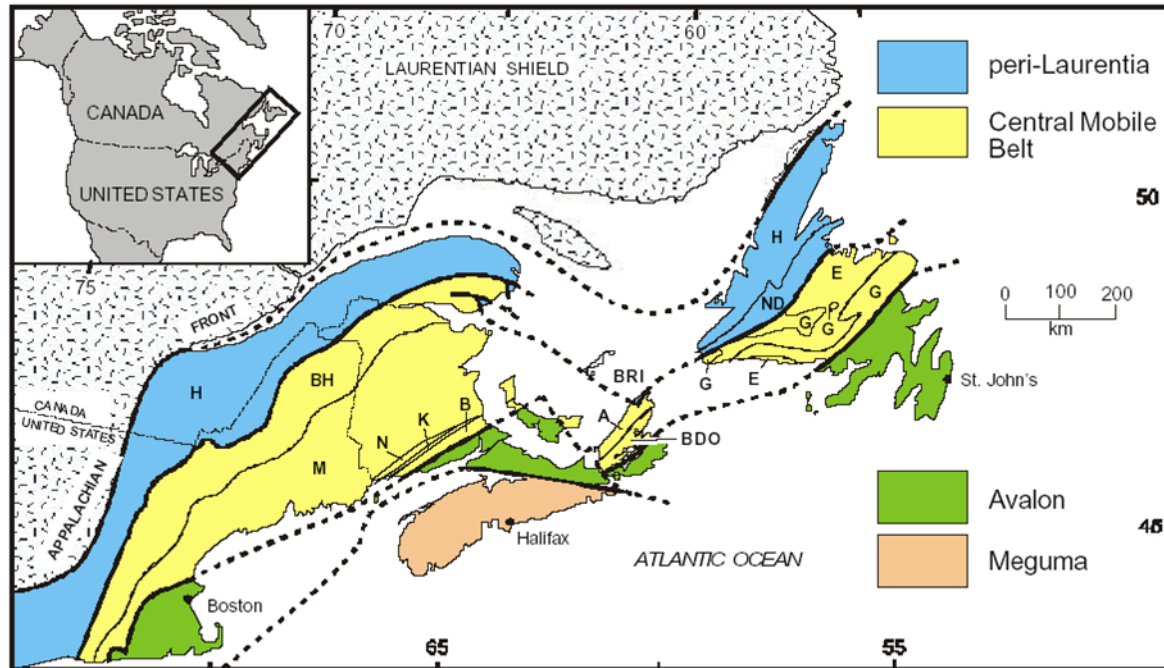 CANADA
UNITED STATES
70
60
LAURENTIAN SHIELD
peri-Laurentia
Central Mobile
Belt
50
75
FRONT
H
H
ND
E
G
G
G
G
E
0 100 200
km
St. John's
BH
BRI
CANADA
UNITED STATES
K
B
A
N
BDO
M
APPALACHIAN
Halifax
ATLANTIC OCEAN
Avalon
45
Meguma
Boston
65
55